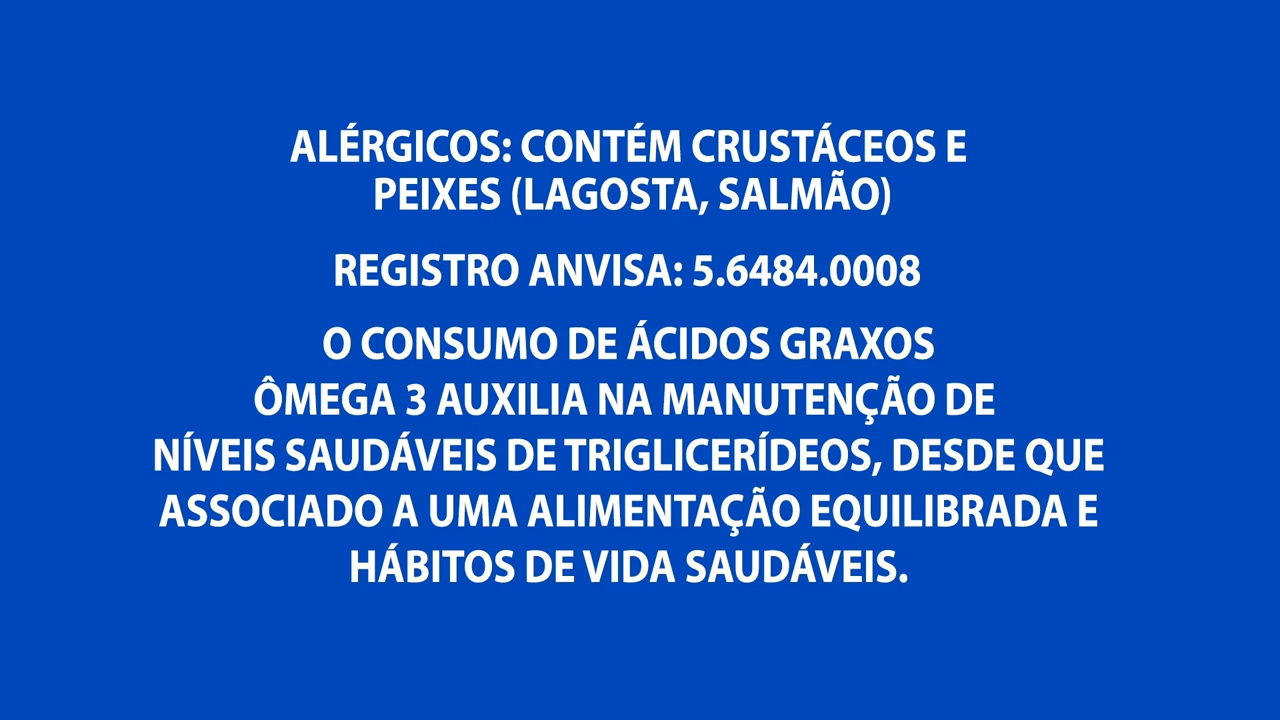 ALÉRGICOS: CONTÉM CRUSTÁCEOS E
PEIXES (LAGOSTA, SALMÃO)
REGISTRO ANVISA: 5.6484.0008
O CONSUMO DE ÁCIDOS GRAXOS
ÔMEGA 3 AUXILIA NA MANUTENÇÃO DE
NÍVEIS SAUDÁVEIS DE TRIGLICERÍDEOS, DESDE QUE
ASSOCIADO A UMA ALIMENTAÇÃO EQUILIBRADA E
HÁBITOS DE VIDA SAUDÁVEIS.